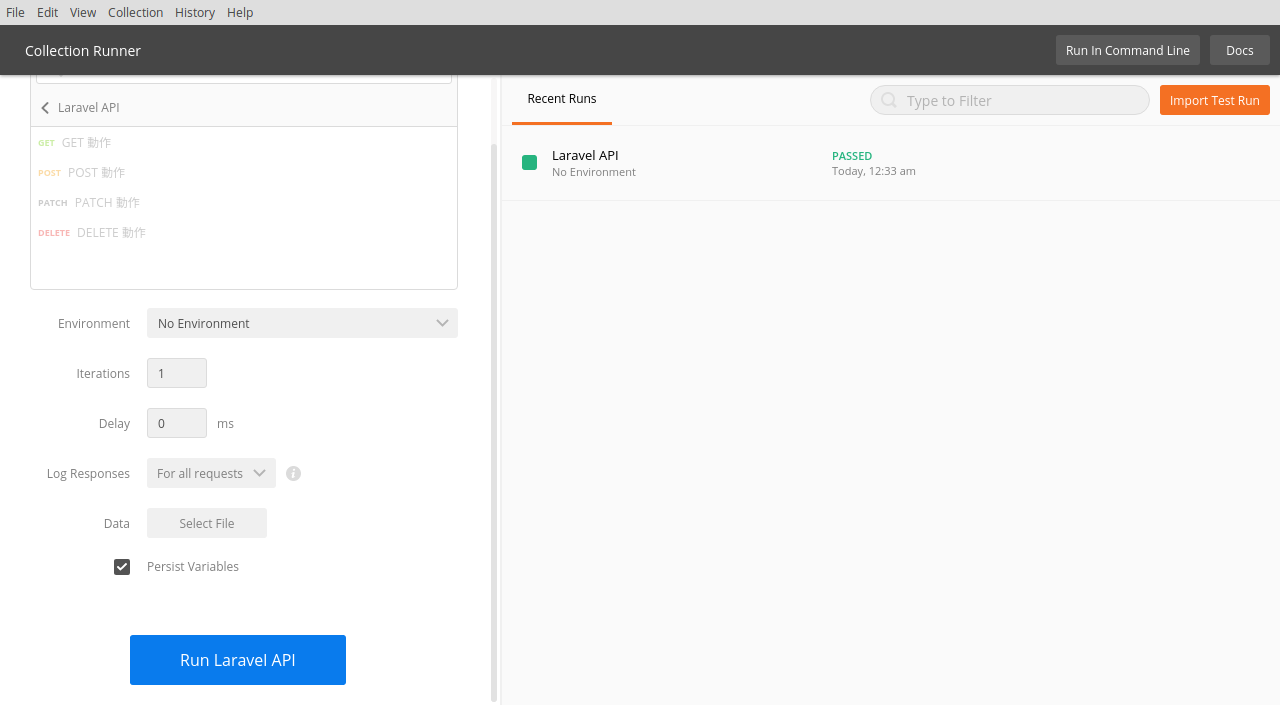 File Edit View Collection History Help
Collection Runner
Run In Command Line
Docs
Laravel API
GET GET 動作
POST POST 動作
PATCH PATCH 動作
DELETE DELETE 動作
Environment No Environment
Iterations 1
Delay 0 ms
Log Responses For all requests
Data Select File
Persist Variables
Run Laravel API
Recent Runs
Type to Filter
Import Test Run
Laravel API
No Environment
PASSED
Today, 12:33 am